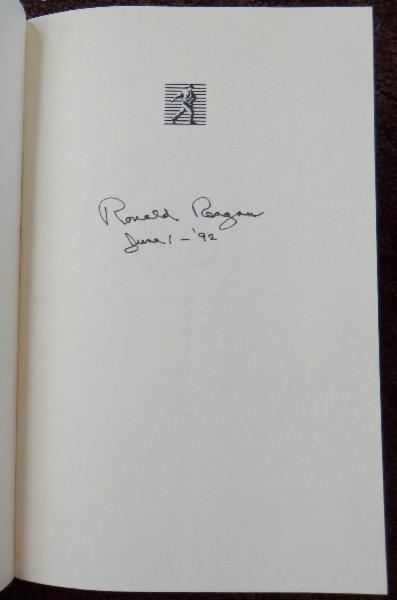 Ronald Reagan
June 1 - '92